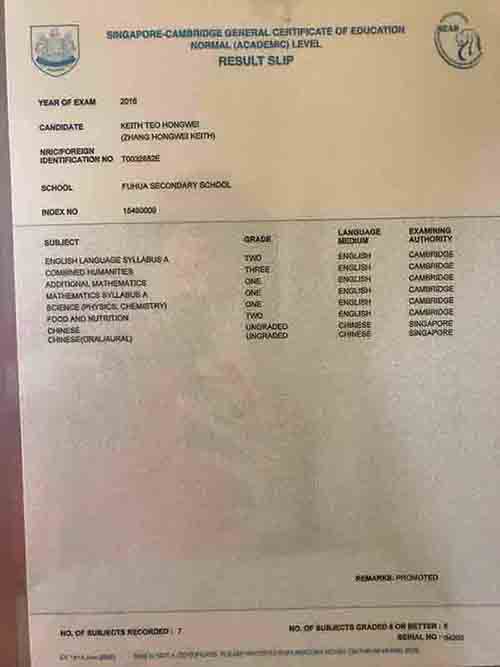 SINGAPORE-CAMBRIDGE GENERAL CERTIFICATE OF EDUCATION
NORMAL (ACADEMIC) LEVEL
RESULT SLIP
SEAB
YEAR OF EXAM 2016
CANDIDATE KEITH TEO HONGWEI
(ZHANG HONGWEI KEITH)
NRIC/FOREIGN
IDENTIFICATION NO T0032682E
SCHOOL FUHUA SECONDARY SCHOOL
INDEX NO 15450009
SUBJECT GRADE LANGUAGE MEDIUM EXAMINING AUTHORITY
ENGLISH LANGUAGE SYLLABUS A TWO ENGLISH CAMBRIDGE
COMBINED HUMANITIES THREE ENGLISH CAMBRIDGE
ADDITIONAL MATHEMATICS ONE ENGLISH CAMBRIDGE
MATHEMATICS SYLLABUS A ONE ENGLISH CAMBRIDGE
SCIENCE (PHYSICS, CHEMISTRY) ONE ENGLISH CAMBRIDGE
FOOD AND NUTRITION TWO ENGLISH CAMBRIDGE
CHINESE UNGRADED CHINESE SINGAPORE
CHINESE(ORAL/AURAL) UNGRADED CHINESE SINGAPORE
REMARKS: PROMOTED
NO. OF SUBJECTS RECORDED : 7
NO. OF SUBJECTS GRADED 5 OR BETTER : 6
SERIAL NO :